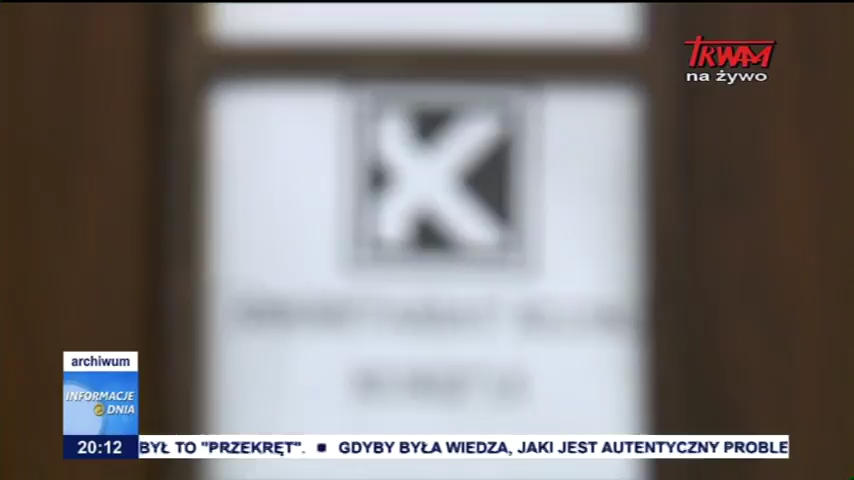 TRWAM
na żywo
archiwum
INFORMACJE
DNIA
20:12 BYŁ TO "PRZEKRĘT". ■ GDYBY BYŁA WIEDZA, JAKI JEST AUTENTYCZNY PROBLE